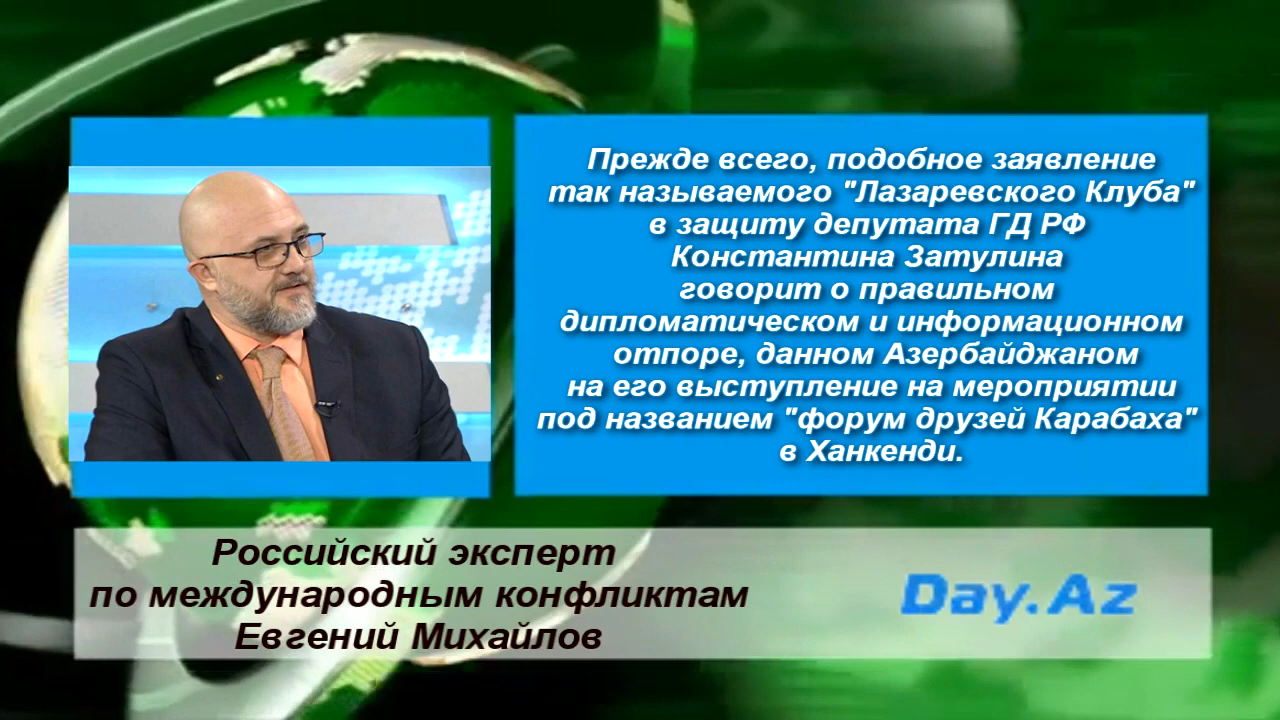 Прежде всего, подобное заявление
так называемого "Лазаревского Клуба"
в защиту депутата ГД РФ
Константина Затулина
говорит о правильном
дипломатическом и информационном
отпоре, данном Азербайджаном
на его выступление на мероприятии
под названием "форум друзей Карабаха"
в Ханкенди.
Российский эксперт
по международным конфликтам
Евгений Михайлов
Day.Az